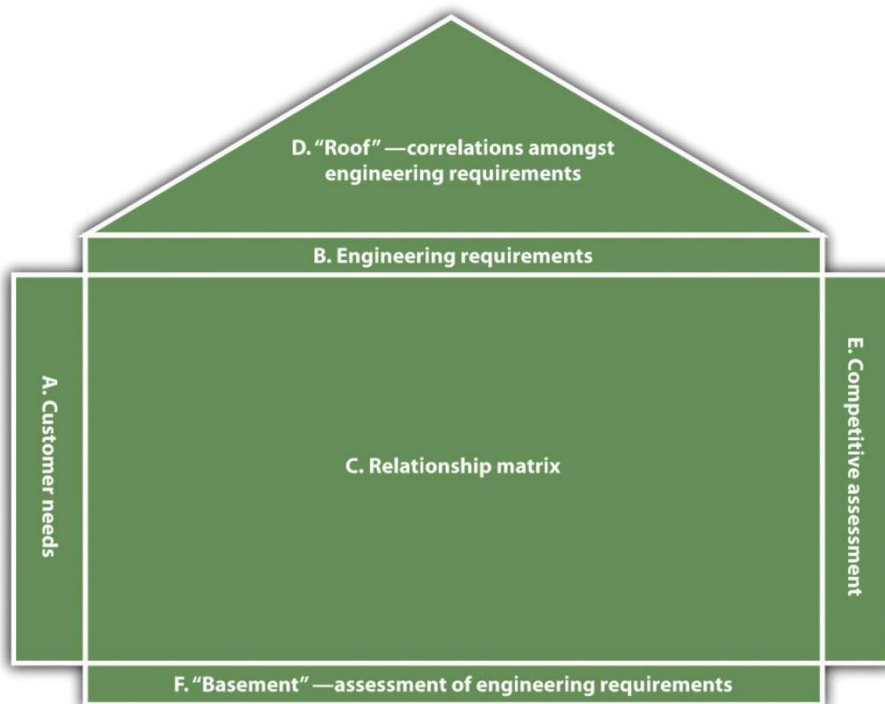 D. “Roof” —correlations amongst
engineering requirements
B. Engineering requirements
A. Customer needs
C. Relationship matrix
E. Competitive assessment
F. “Basement” —assessment of engineering requirements